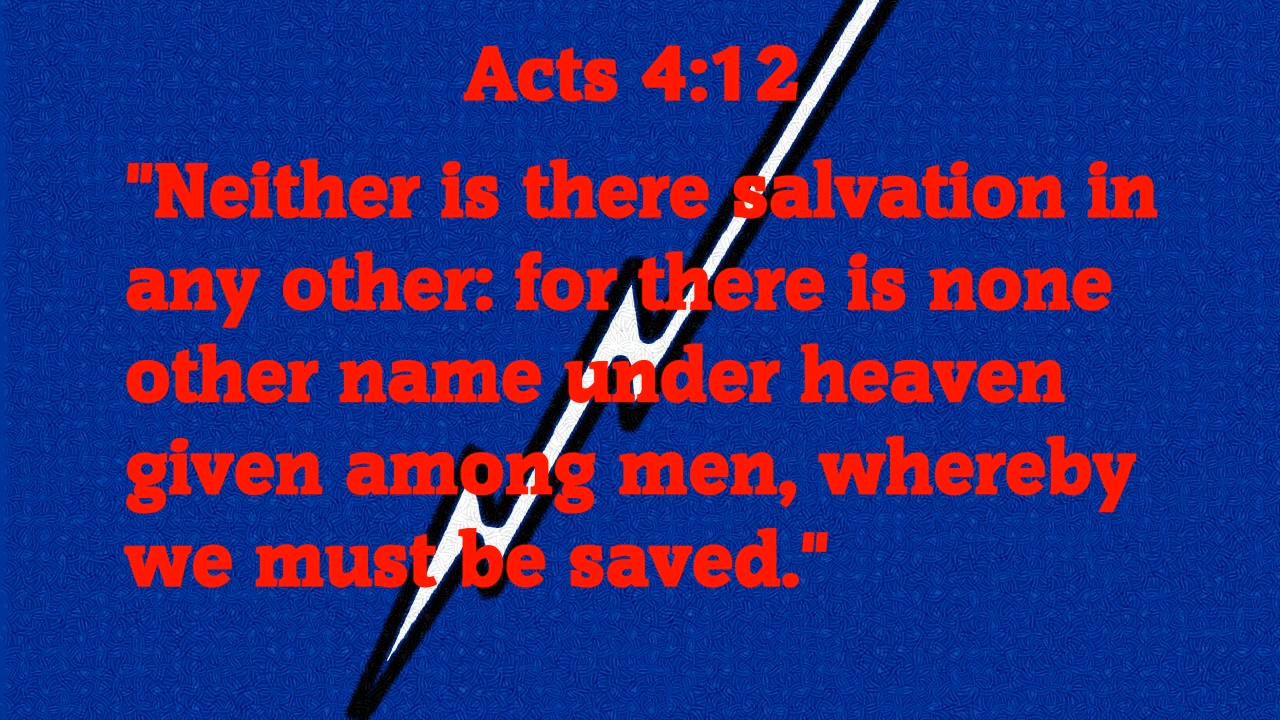 Acts 4:12
"Neither is there salvation in
any other: for there is none
other name under heaven
given among men, whereby
we must be saved."